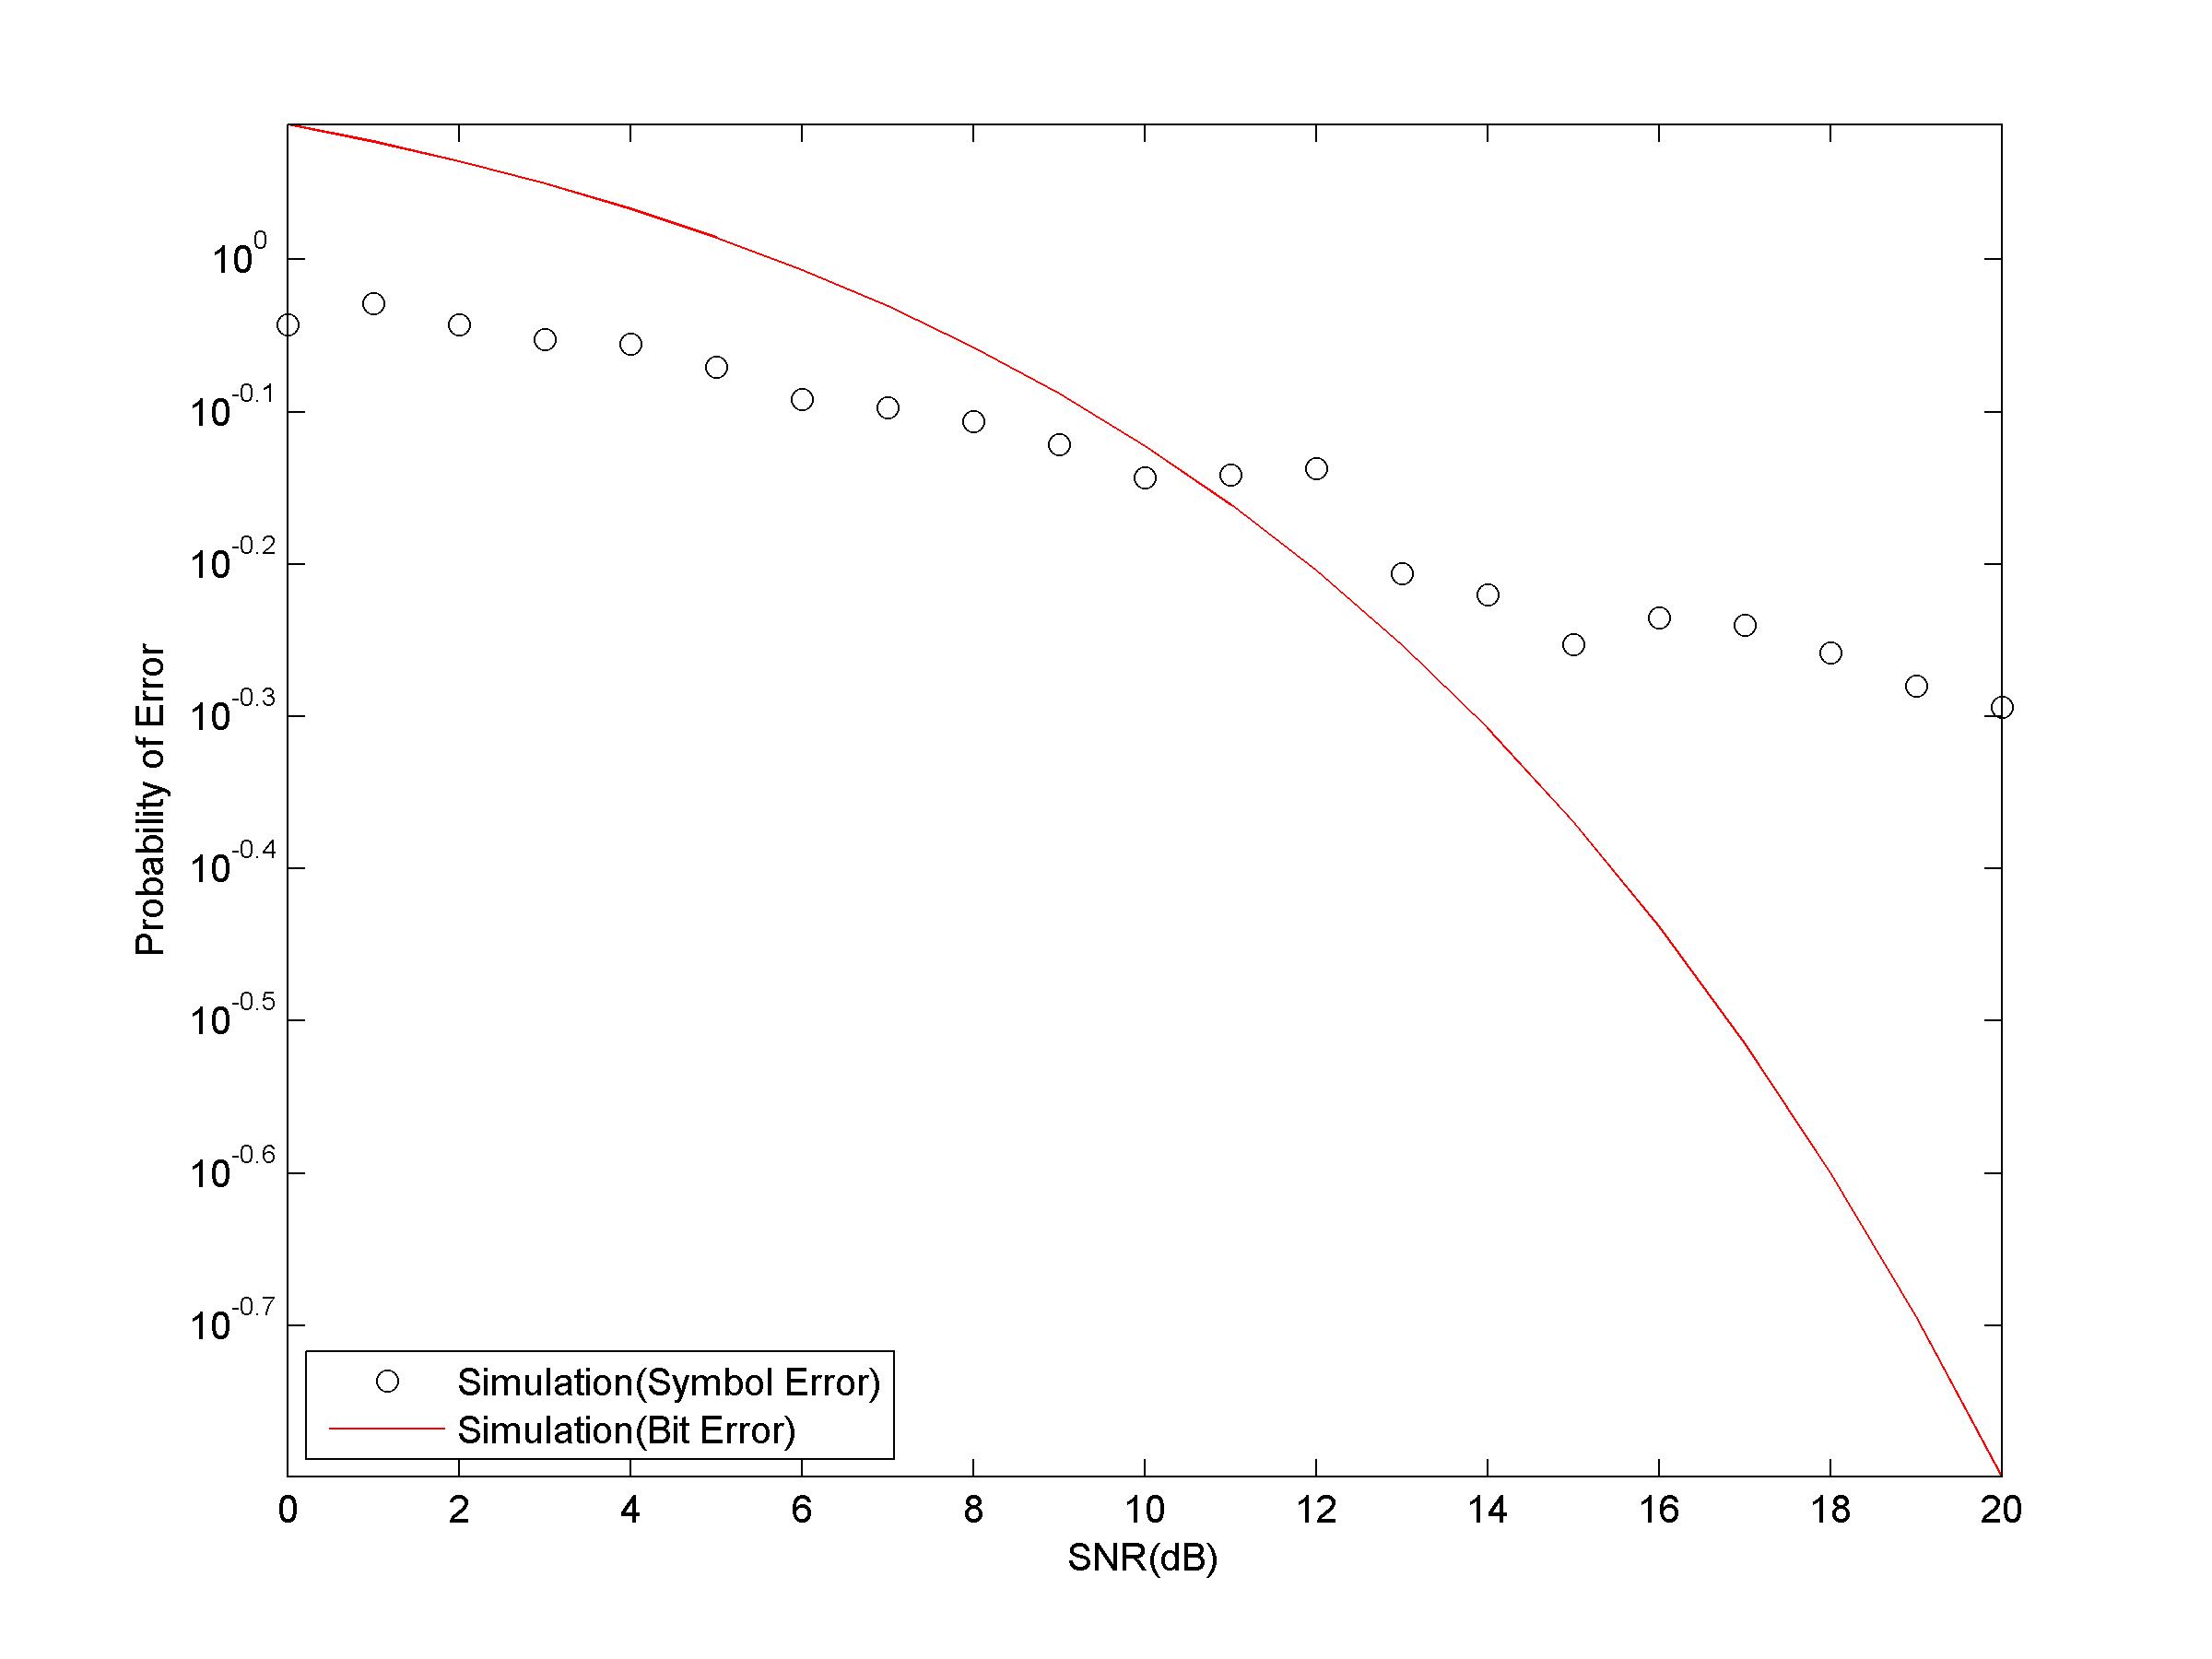 10^0
10^-0.1
10^-0.2
10^-0.3
10^-0.4
10^-0.5
10^-0.6
10^-0.7
Probability of Error
Simulation(Symbol Error)
Simulation(Bit Error)
0 2 4 6 8 10 12 14 16 18 20
SNR(dB)